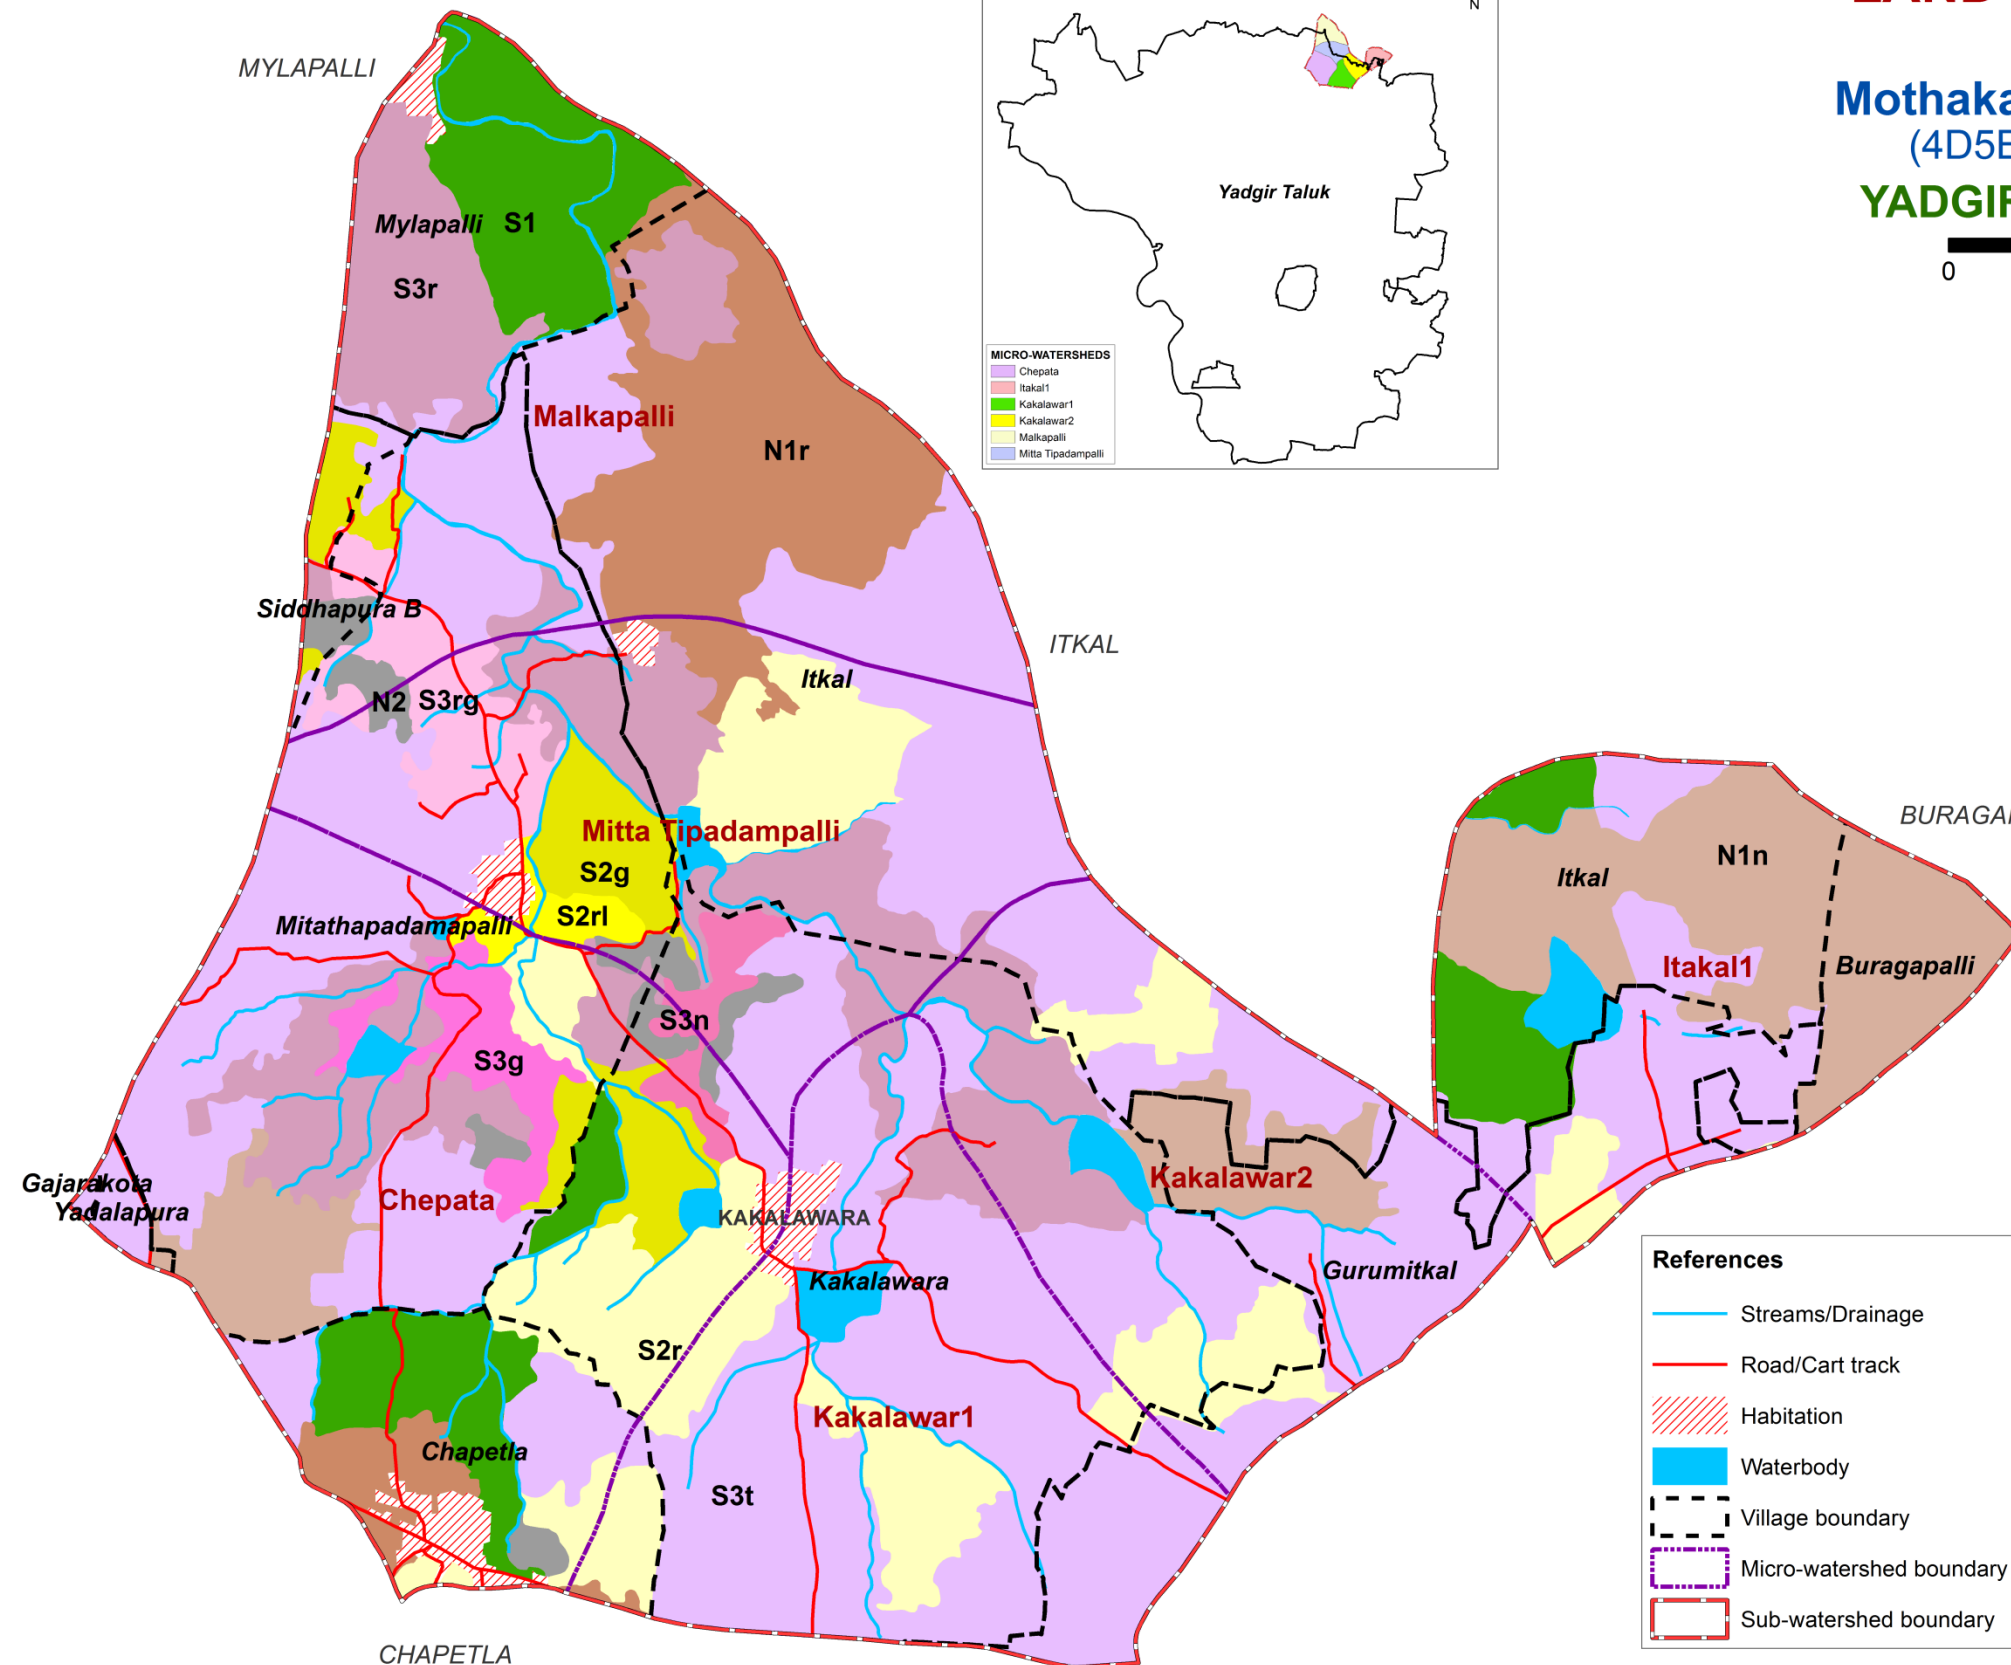 N
LAND
MYLAPALLI
Mothaka
(4D5B
YADGIR
0
Yadgir Taluk
MICRO-WATERSHEDS
Chepata
Itakal1
Kakalawar1
Kakalawar2
Malkapalli
Mitta Tipadampalli
Mylapalli
S1
S3r
Malkapalli
N1r
Siddhapura B
ITKAL
Itkal
N2
S3rg
Mitta Tipadampalli
BURAGAP
S2g
N1n
Itkal
S2rl
Mitathapadamapalli
Itakal1
Buragapalli
S3n
S3g
Kakalawar2
Gajarakota
Yadalapura
Chepata
KAKALAWARA
Kakalawara
Gurumitkal
S2r
Kakalawar1
Chapetla
S3t
CHAPETLA
References
Streams/Drainage
Road/Cart track
Habitation
Waterbody
Village boundary
Micro-watershed boundary
Sub-watershed boundary